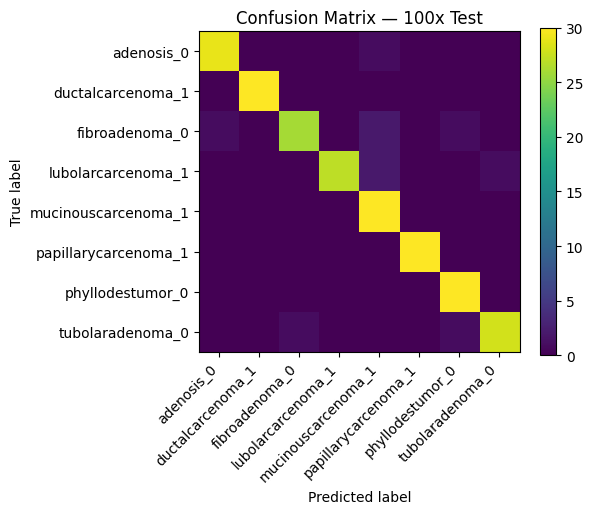 Confusion Matrix — 100x Test
True label
adenosis_0
ductalcarcenoma_1
fibroadenoma_0
lubolarcarcenoma_1
mucinouscarcenoma_1
papillarycarcenoma_1
phyllodestumor_0
tubolaradenoma_0
adenosis_0
ductalcarcenoma_1
fibroadenoma_0
lubolarcarcenoma_1
mucinouscarcenoma_1
papillarycarcenoma_1
phyllodestumor_0
tubolaradenoma_0
Predicted label
30
25
20
15
10
5
0